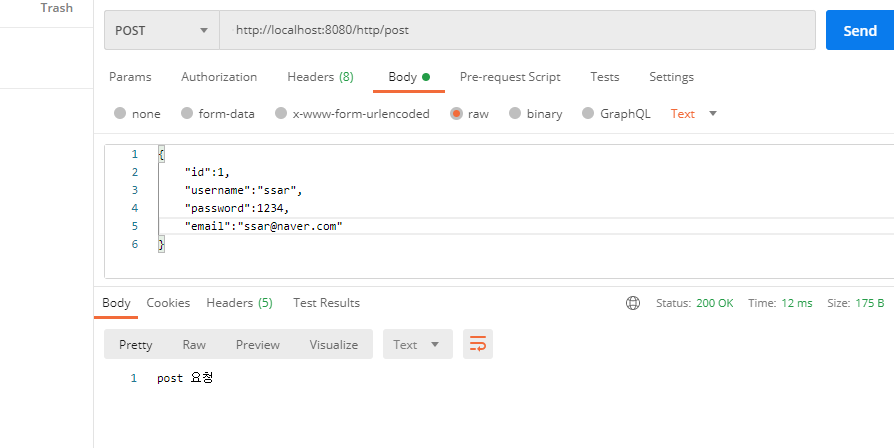 Trash
POST http://localhost:8080/http/post Send
Params Authorization Headers (8) Body Pre-request Script Tests Settings
none form-data x-www-form-urlencoded raw binary GraphQL Text
1 {
2 "id":1,
3 "username":"ssar",
4 "password":1234,
5 "email":"ssar@naver.com"
6 }
Body Cookies Headers (5) Test Results Status: 200 OK Time: 12 ms Size: 175 B
Pretty Raw Preview Visualize Text
1 post 요청